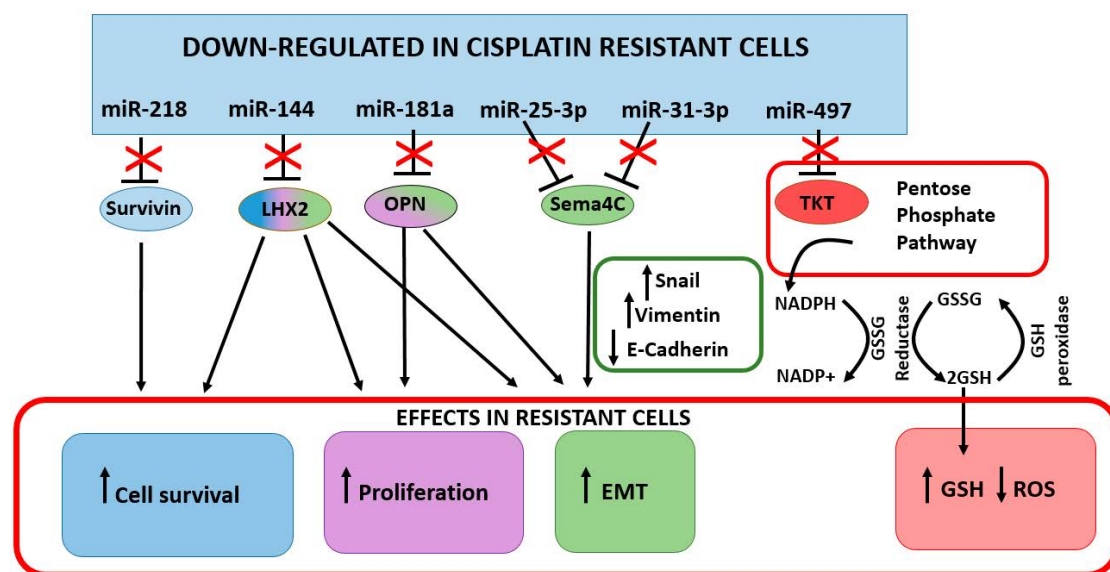 DOWN-REGULATED IN CISPLATIN RESISTANT CELLS
miR-218 miR-144 miR-181a miR-25-3p miR-31-3p miR-497
Survivin LHX2 OPN Sema4C TKT
Pentose
Phosphate
Pathway
Snail
Vimentin
E-Cadherin
NADPH
NADP+
GSSG
Reductase
GSSG
2GSH
GSH
peroxidase
EFFECTS IN RESISTANT CELLS
Cell survival
Proliferation
EMT
GSH ROS